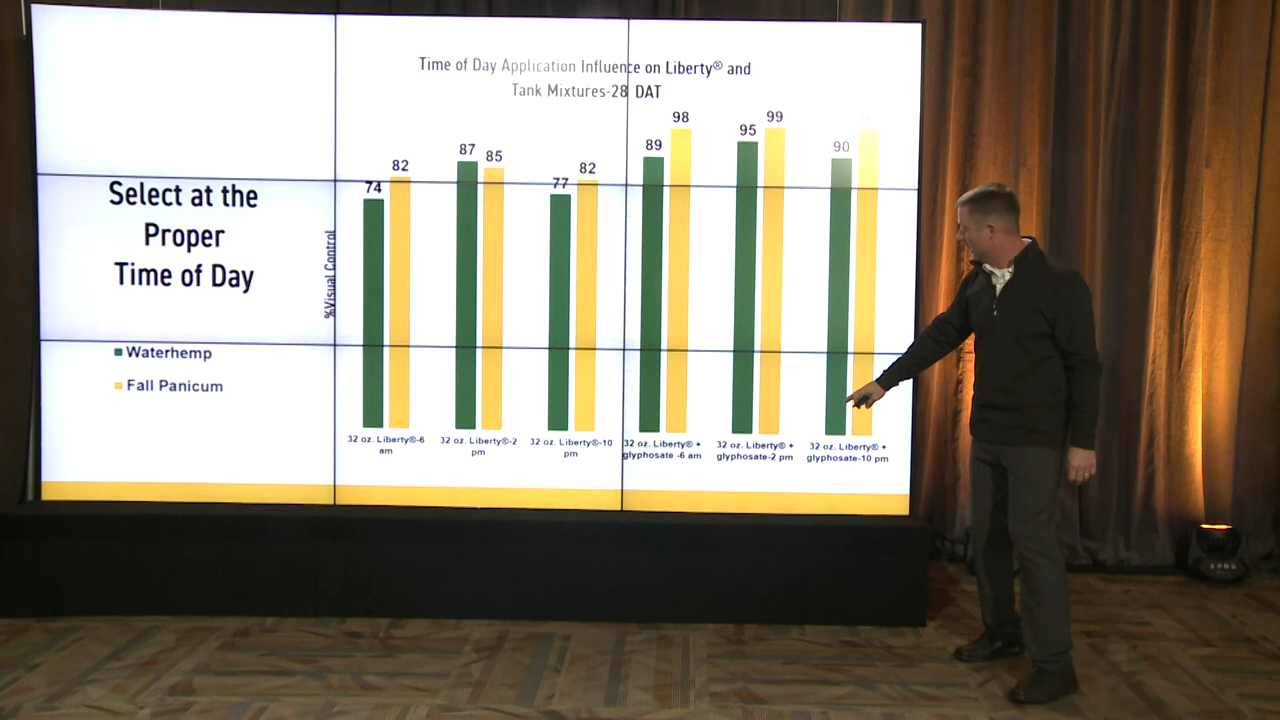 Time of Day Application Influence on Liberty® and
Tank Mixtures-28 DAT
Select at the
Proper
Time of Day
Waterhemp
Fall Panicum
%Visual Control
74
82
87
85
77
82
89
98
95
99
90
32 oz. Liberty®-6
am
32 oz. Liberty®-2
pm
32 oz. Liberty®-10
pm
32 oz. Liberty® +
glyphosate -6 am
32 oz. Liberty® +
glyphosate-2 pm
32 oz. Liberty® +
glyphosate-10 pm